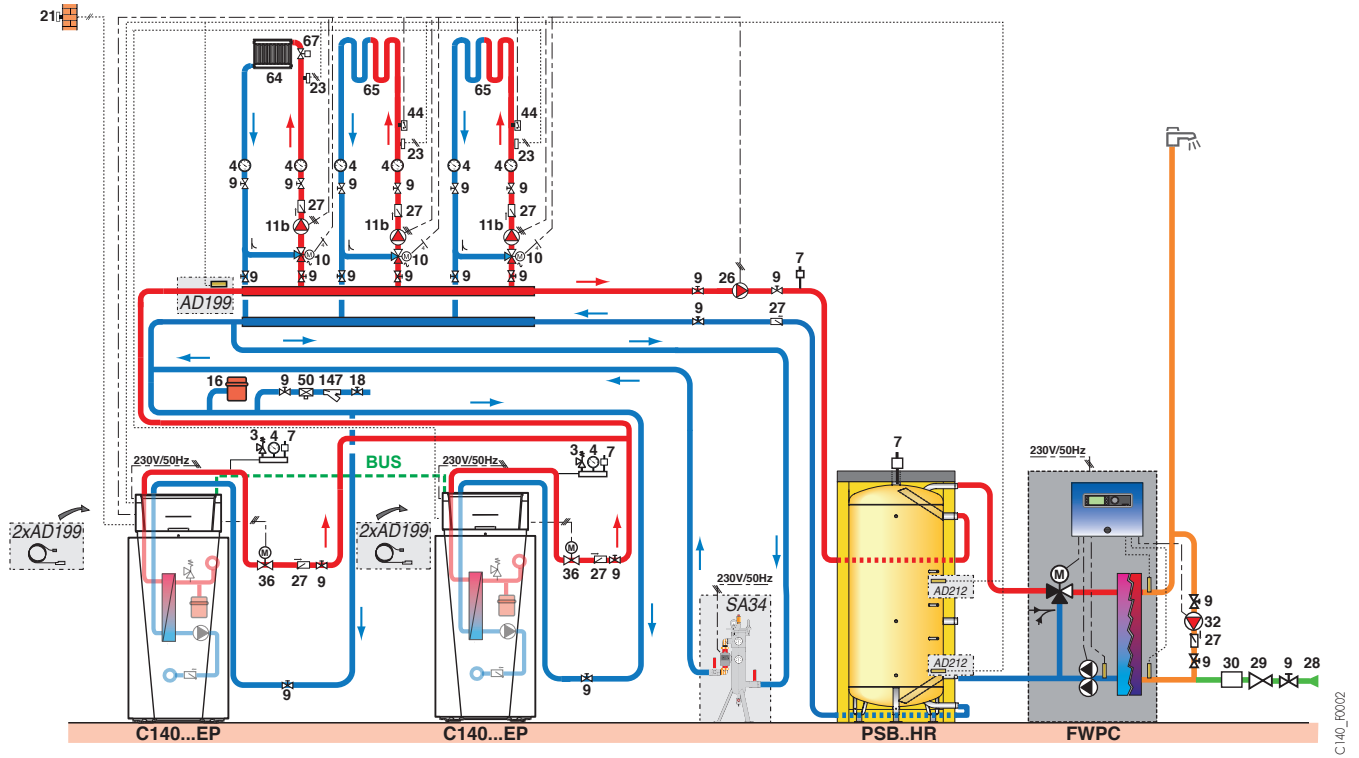 21
67
64
23
65
65
44
44
23
23
4 4 4 4 4 4
9 9 9 9 9 9
27
27 27
11b
11b 11b
M 10 M 10 M 10
9 9 9 9 9 9
AD199
9 26 9 7
9 27
16 9 50 147 18
3 4 7
3 4 7
230V/50Hz
BUS
230V/50Hz
7
230V/50Hz
2xAD199
2xAD199
M
36 27 9
M
36 27 9
230V/50Hz
SA34
AD212
AD212
M
9
32
27
9
30 29 9 28
9
9
C140...EP
C140...EP
PSB..HR
FWPC
C140_F0002